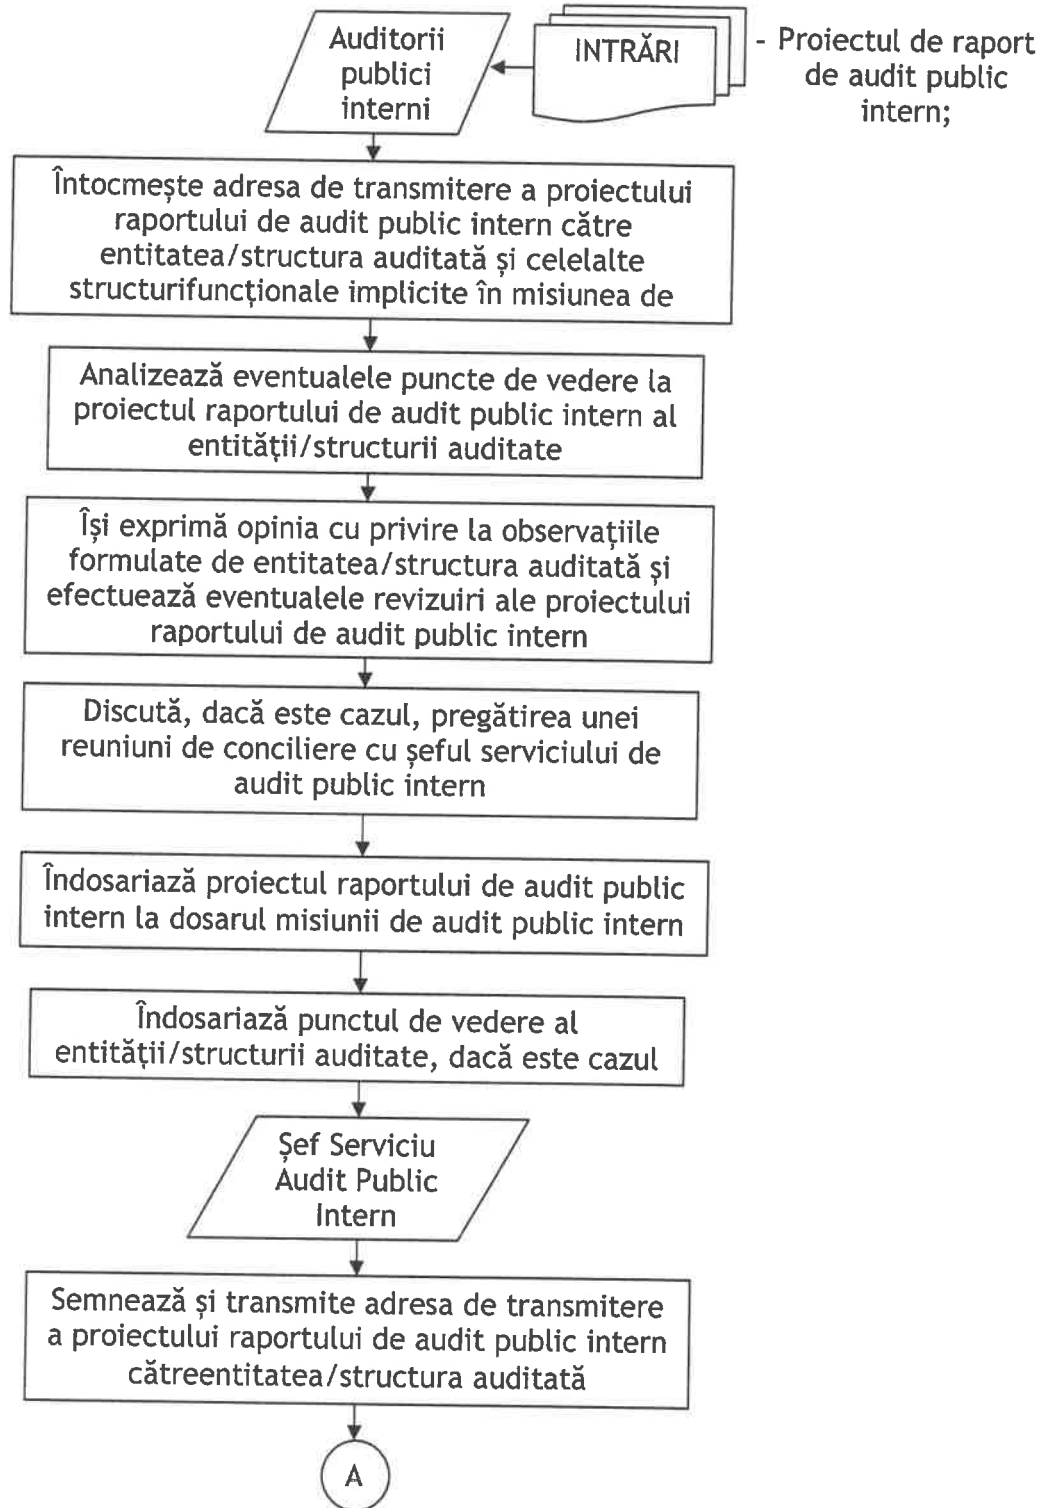 Auditorii
publici
interni
INTRĂRI
- Proiectul de raport
de audit public
intern;
Întocmește adresa de transmitere a proiectului
raportului de audit public intern către
entitatea/structura auditată și celelalte
structurifuncționale implicite în misiunea de
Analizează eventualele puncte de vedere la
proiectul raportului de audit public intern al
entității/structurii auditate
Își exprimă opinia cu privire la observațiile
formulate de entitatea/structura auditată și
efectuează eventualele revizuiri ale proiectului
raportului de audit public intern
Discută, dacă este cazul, pregătirea unei
reuniuni de conciliere cu șeful serviciului de
audit public intern
Îndosariază proiectul raportului de audit public
intern la dosarul misiunii de audit public intern
Îndosariază punctul de vedere al
entității/structurii auditate, dacă este cazul
Șef Serviciu
Audit Public
Intern
Semnează și transmite adresa de transmitere
a proiectului raportului de audit public intern
cătreentitatea/structura auditată
A